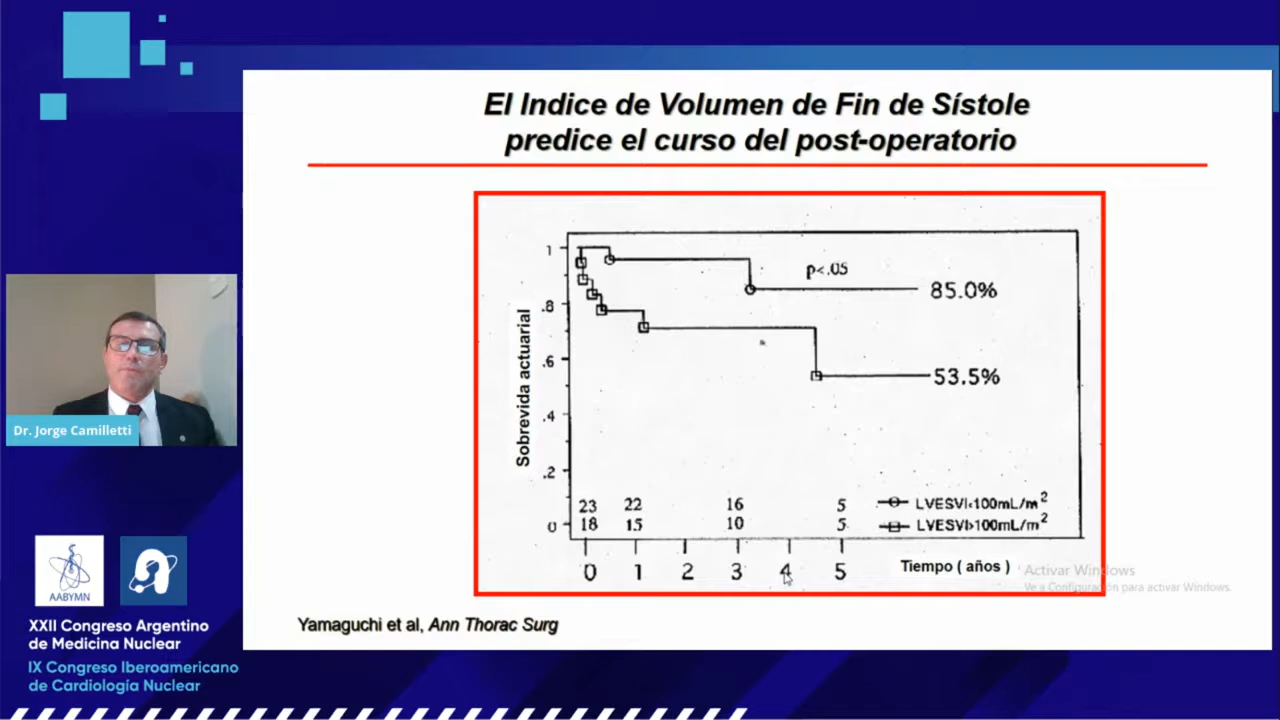 El Indice de Volumen de Fin de Sístole
predice el curso del post-operatorio
Sobrevida actuarial
1
.8
.6
.4
.2
0
p<.05
85.0%
53.5%
23 22 16 5
18 15 10 5
LVESVI<100mL/m2
LVESVI>100mL/m2
0 1 2 3 4 5
Tiempo ( años )
Activar Windows
Ve a Configuración para activar Windows.
Yamaguchi et al, Ann Thorac Surg
Dr. Jorge Camilletti
AABYMN
XXII Congreso Argentino
de Medicina Nuclear
IX Congreso Iberoamericano
de Cardiología Nuclear